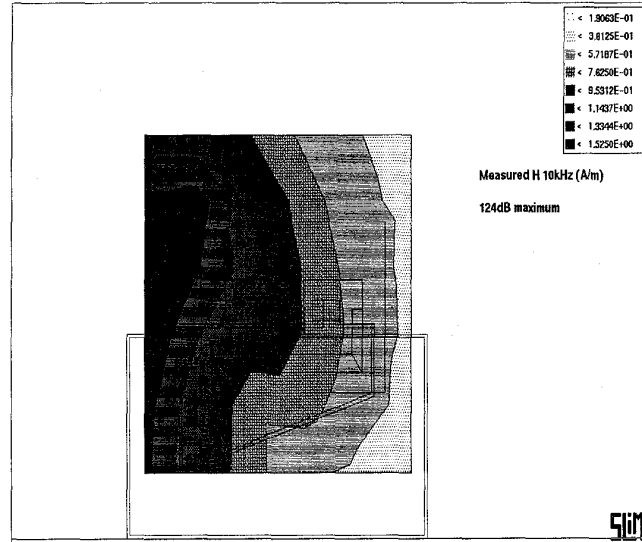 < 1.9063E-01
< 3.8125E-01
< 5.7187E-01
< 7.6250E-01
< 9.5312E-01
< 1.1437E+00
< 1.3344E+00
< 1.5250E+00
Measured H 10kHz (A/m)
124dB maximum
SLIM